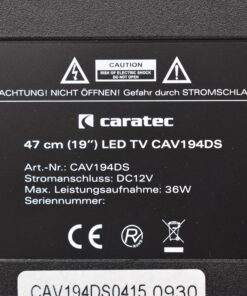 CAUTION
RISK OF ELECTRIC SHOCK
DO NOT OPEN
ACHTUNG! NICHT ÖFFNEN! Gefahr durch STROMSCHLA
caratec
47 cm (19") LED TV CAV194DS
Art.-Nr.: CAV194DS
Stromanschluss: DC12V
Max. Leistungsaufnahme: 36W
Seriennummer:
CE
CAV194DS0415 0930